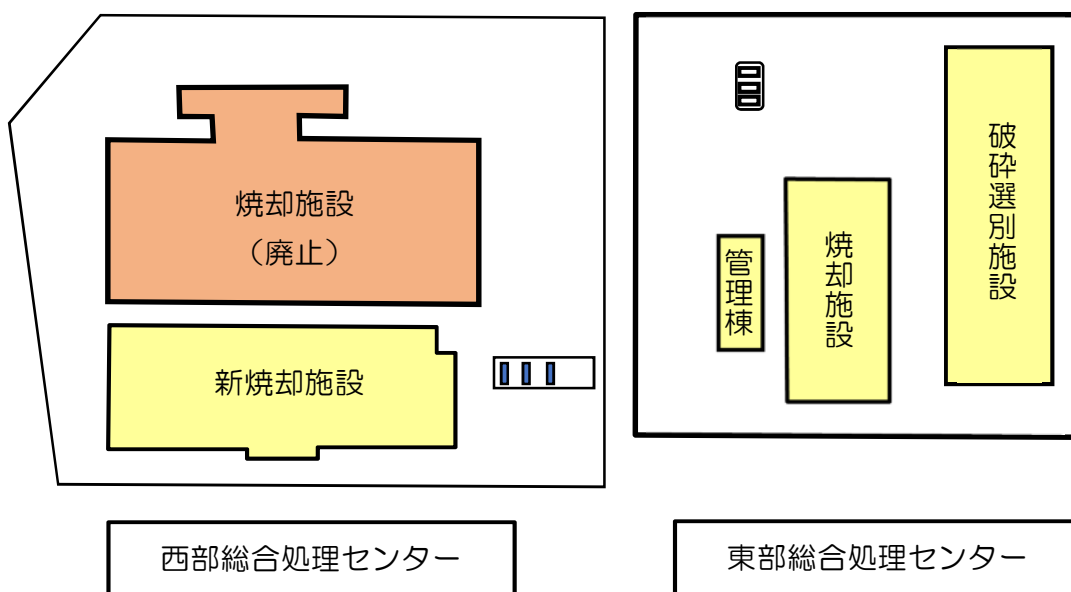 焼却施設
（廃止）
新焼却施設
西部総合処理センター
管理棟
焼却施設
破砕選別施設
東部総合処理センター